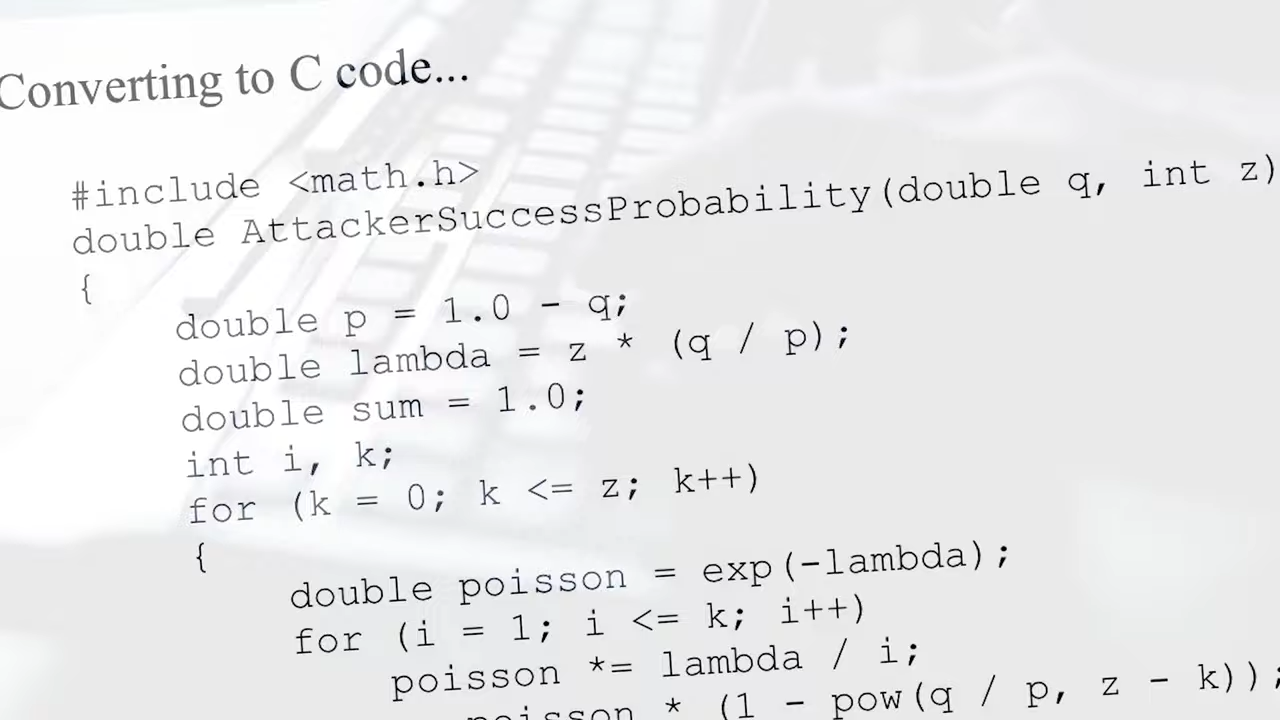 Converting to C code...
#include <math.h>
double AttackerSuccessProbability(double q, int z)
{
double p = 1.0 - q;
double lambda = z * (q / p);
double sum = 1.0;
int i, k;
for (k = 0; k <= z; k++)
{
double poisson = exp(-lambda);
for (i = 1; i <= k; i++)
poisson *= lambda / i;
poisson * (1 - pow(q / p, z - k));